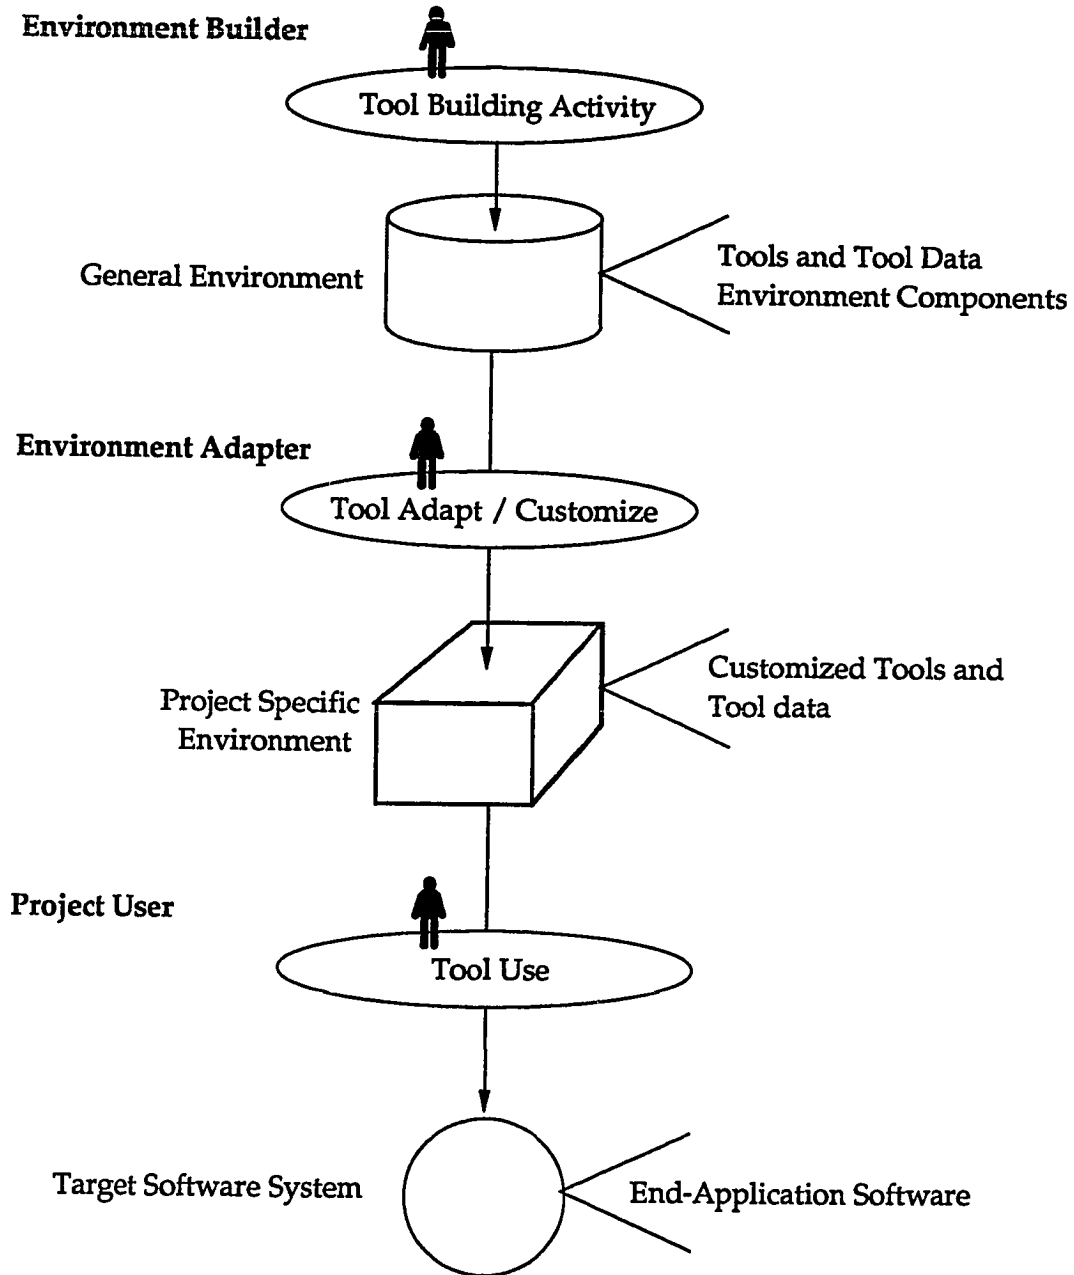 Environment Builder
Tool Building Activity
General Environment
Tools and Tool Data
Environment Components
Environment Adapter
Tool Adapt / Customize
Project Specific
Environment
Customized Tools and
Tool data
Project User
Tool Use
Target Software System
End-Application Software